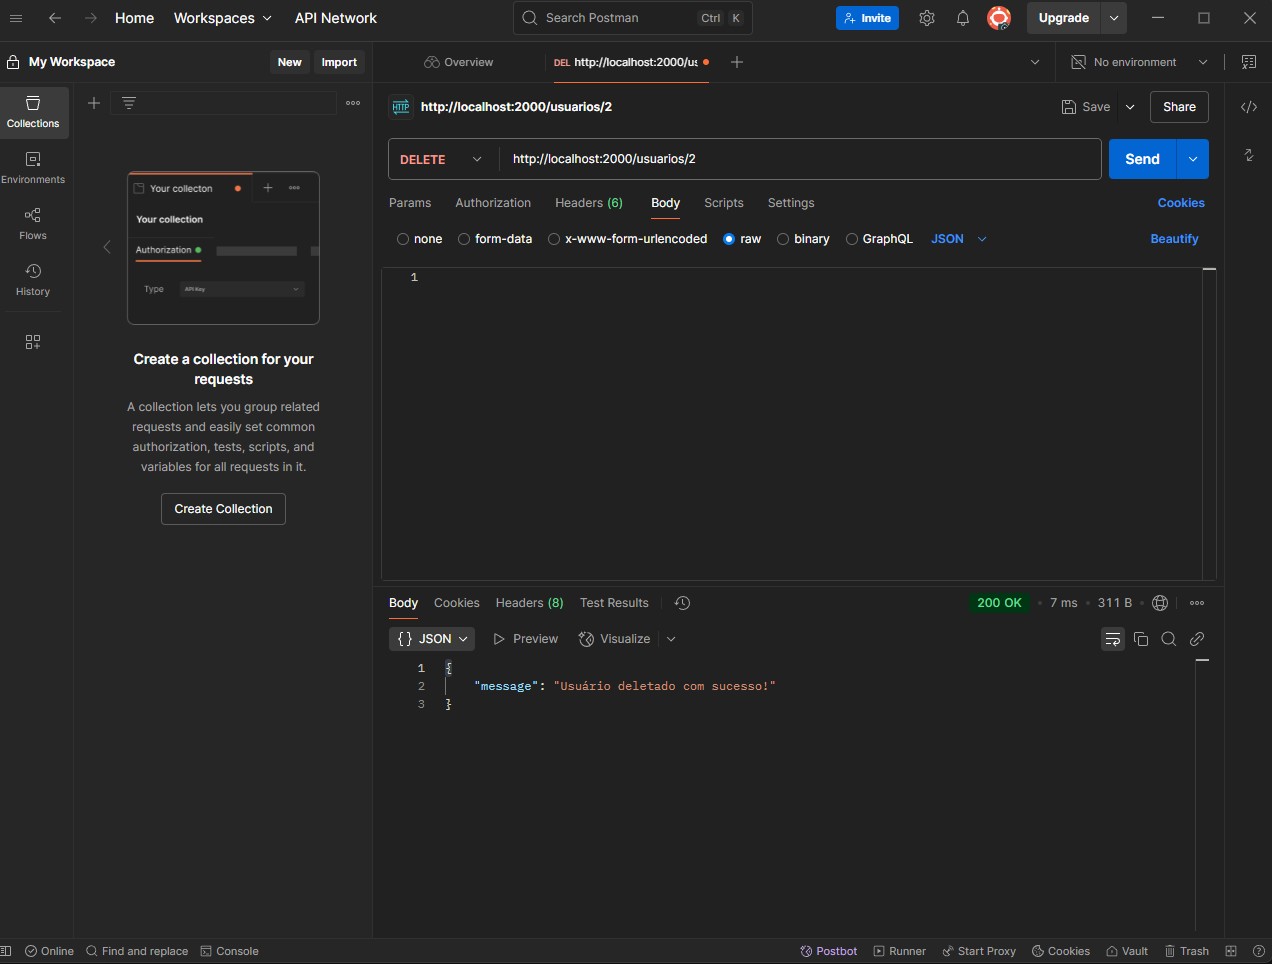 Home Workspaces API Network Search Postman Ctrl K Invite Upgrade
My Workspace New Import Overview DEL http://localhost:2000/us No environment
Collections
Environments
Flows
History
Your collecton
Your collection
Authorization
Type API Key
Create a collection for your
requests
A collection lets you group related
requests and easily set common
authorization, tests, scripts, and
variables for all requests in it.
Create Collection
HTTP http://localhost:2000/usuarios/2 Save Share
DELETE http://localhost:2000/usuarios/2 Send
Params Authorization Headers (6) Body Scripts Settings Cookies
none form-data x-www-form-urlencoded raw binary GraphQL JSON Beautify
1
Body Cookies Headers (8) Test Results 200 OK 7 ms 311 B
{} JSON Preview Visualize
1 {
2 "message": "Usuário deletado com sucesso!"
3 }
Online Find and replace Console Postbot Runner Start Proxy Cookies Vault Trash